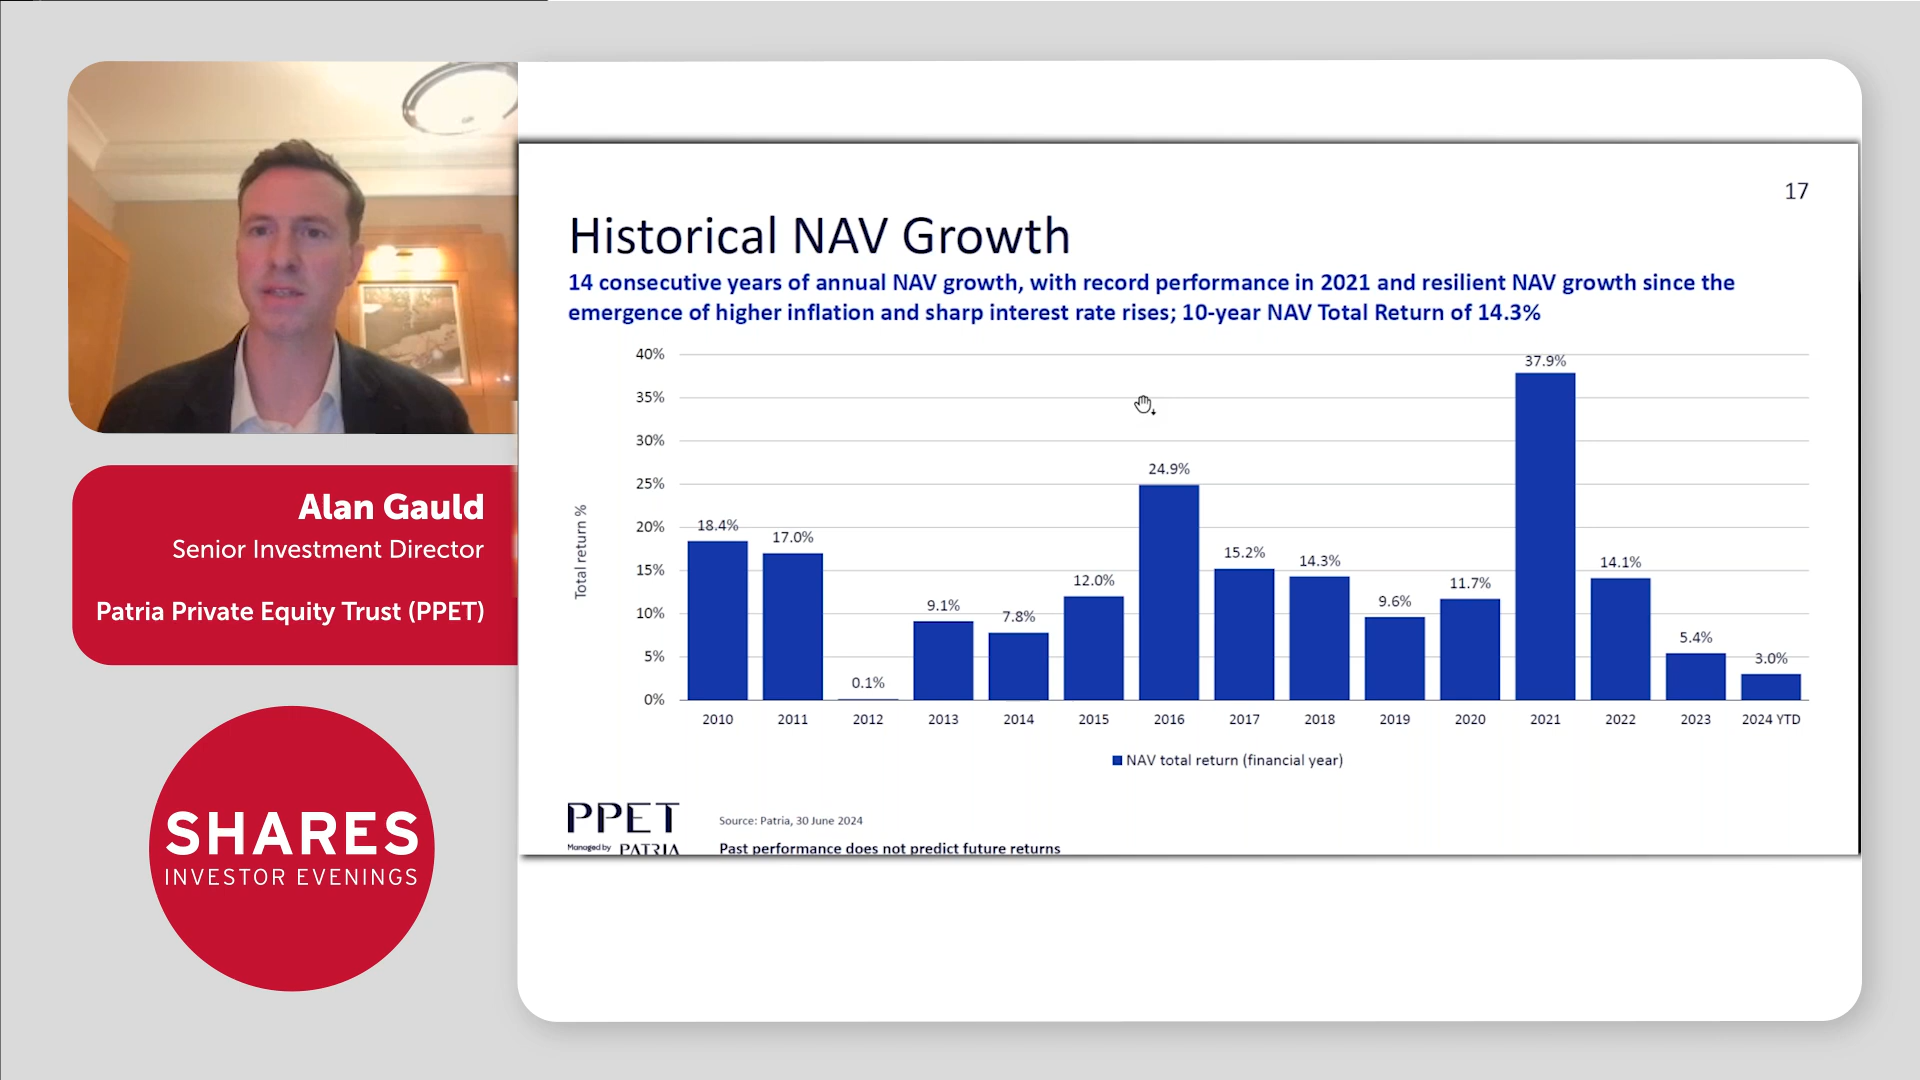 Alan Gauld
Senior Investment Director
Patria Private Equity Trust (PPET)
SHARES
INVESTOR EVENINGS
17
Historical NAV Growth
14 consecutive years of annual NAV growth, with record performance in 2021 and resilient NAV growth since the
emergence of higher inflation and sharp interest rate rises; 10-year NAV Total Return of 14.3%
Total return %
40%
35%
30%
25%
20%
15%
10%
5%
0%
18.4%
17.0%
0.1%
9.1%
7.8%
12.0%
24.9%
15.2%
14.3%
9.6%
11.7%
37.9%
14.1%
5.4%
3.0%
2010 2011 2012 2013 2014 2015 2016 2017 2018 2019 2020 2021 2022 2023 2024 YTD
NAV total return (financial year)
PPET
Managed by PATRIA
Source: Patria, 30 June 2024
Past performance does not predict future returns